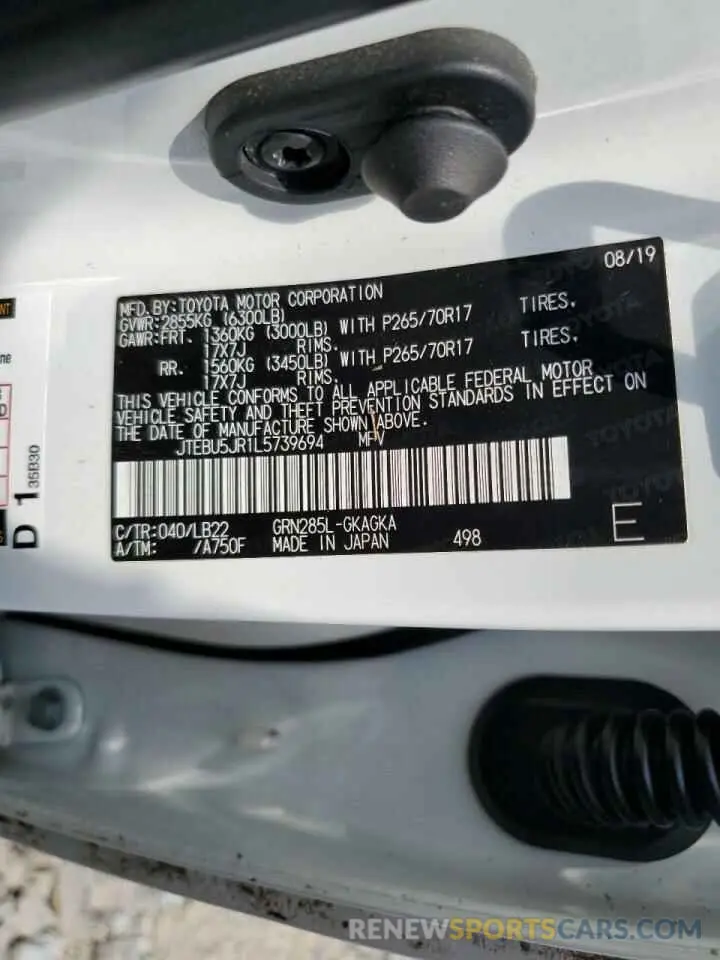 08/19
MFD. BY: TOYOTA MOTOR CORPORATION
GVWR: 2855KG (6300LB)
GAWR: FRT. 1360KG (3000LB) WITH P265/70R17 TIRES,
17X7J RIMS,
RR. 1560KG (3450LB) WITH P265/70R17 TIRES,
17X7J RIMS.
THIS VEHICLE CONFORMS TO ALL APPLICABLE FEDERAL MOTOR
VEHICLE SAFETY AND THEFT PREVENTION STANDARDS IN EFFECT ON
THE DATE OF MANUFACTURE SHOWN ABOVE.
JTEBU5JR1L5739694 MPV
C/TR:040/LB22 GRN285L-GKAGKA
A/TM: /A750F MADE IN JAPAN 498
E
D 1 35B30
RENEWSPORTSCARS.COM